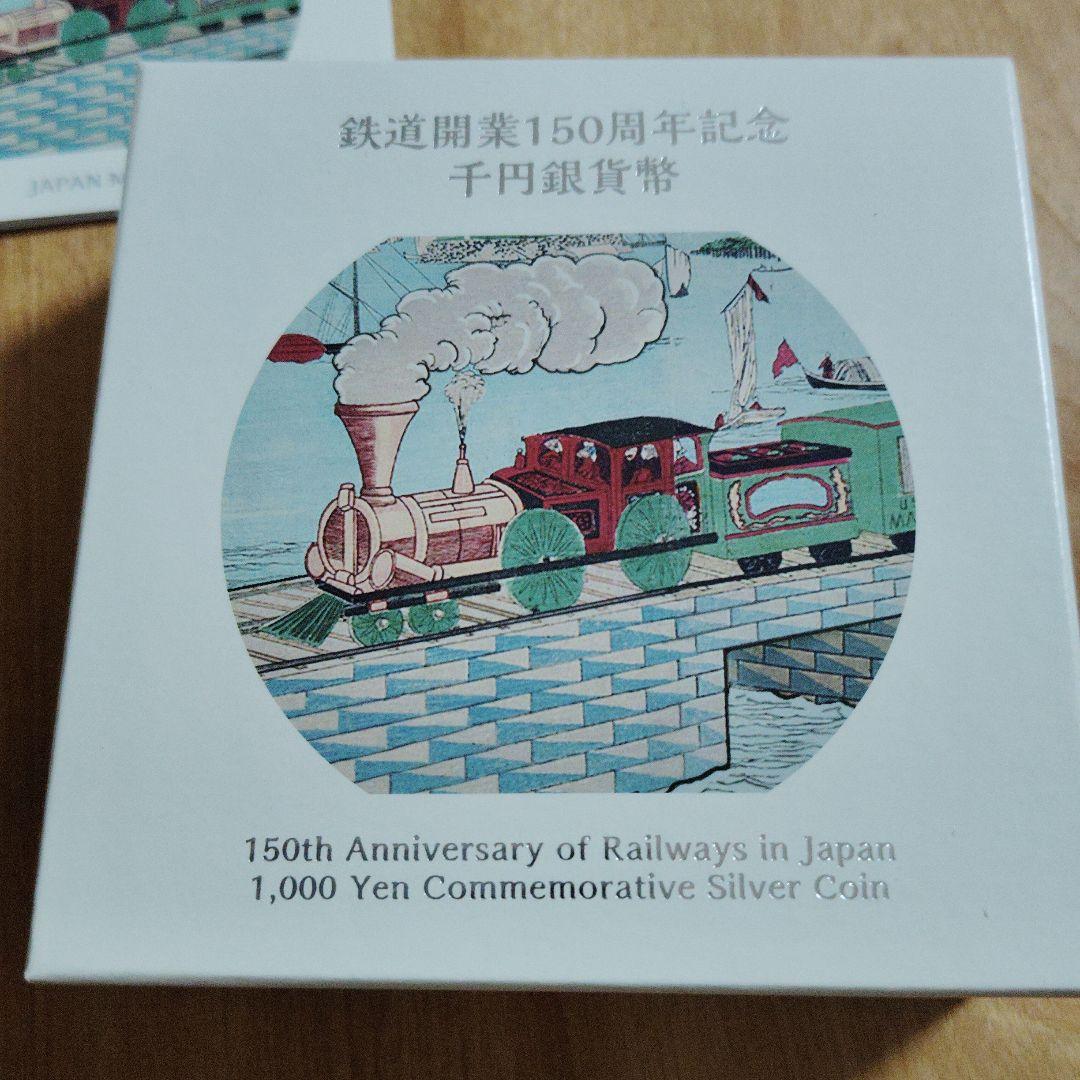 JAPAN M
鉄道開業150周年記念
千円銀貨幣
150th Anniversary of Railways in Japan
1,000 Yen Commemorative Silver Coin